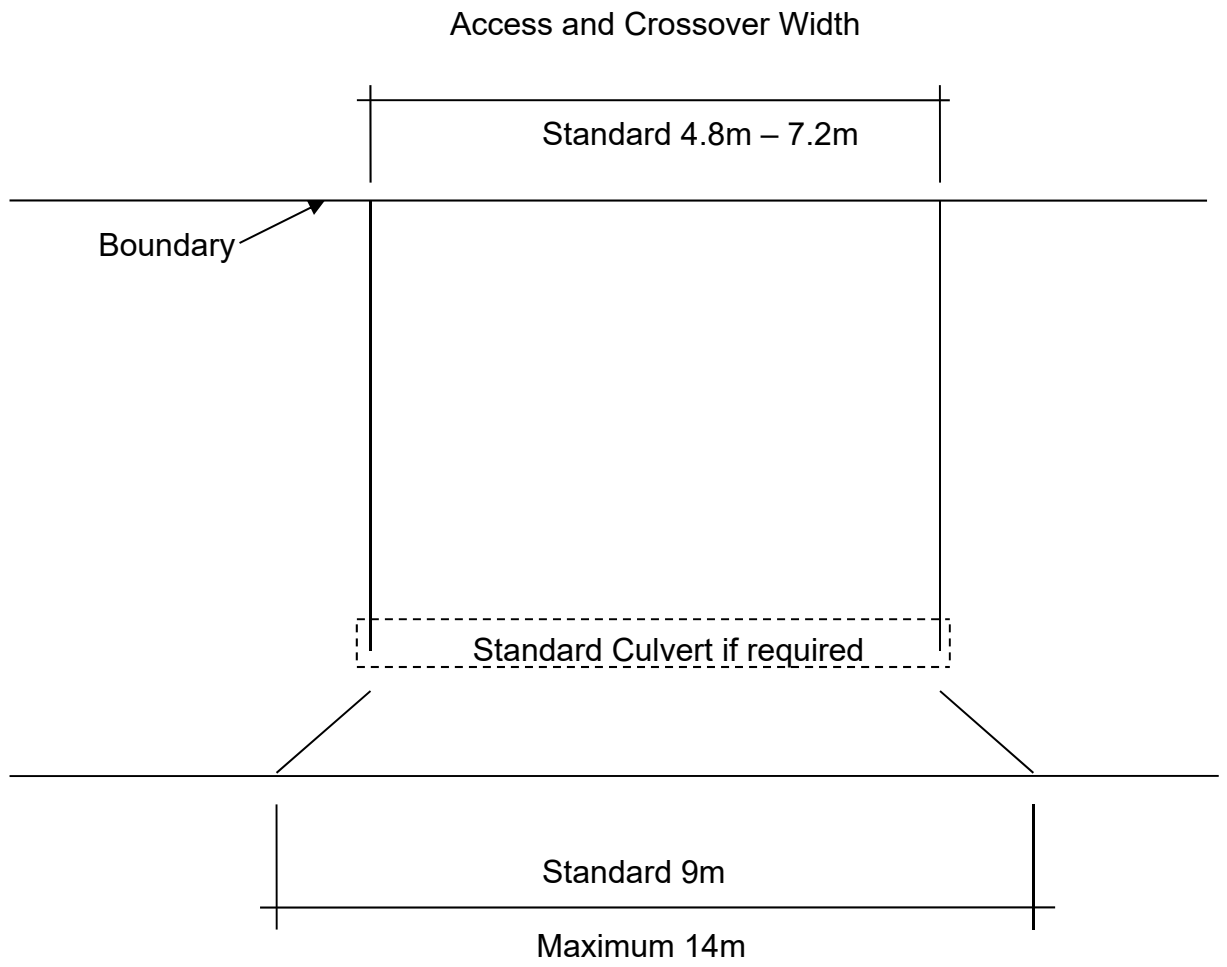 Access and Crossover Width
Standard 4.8m – 7.2m
Boundary
Standard Culvert if required
Standard 9m
Maximum 14m